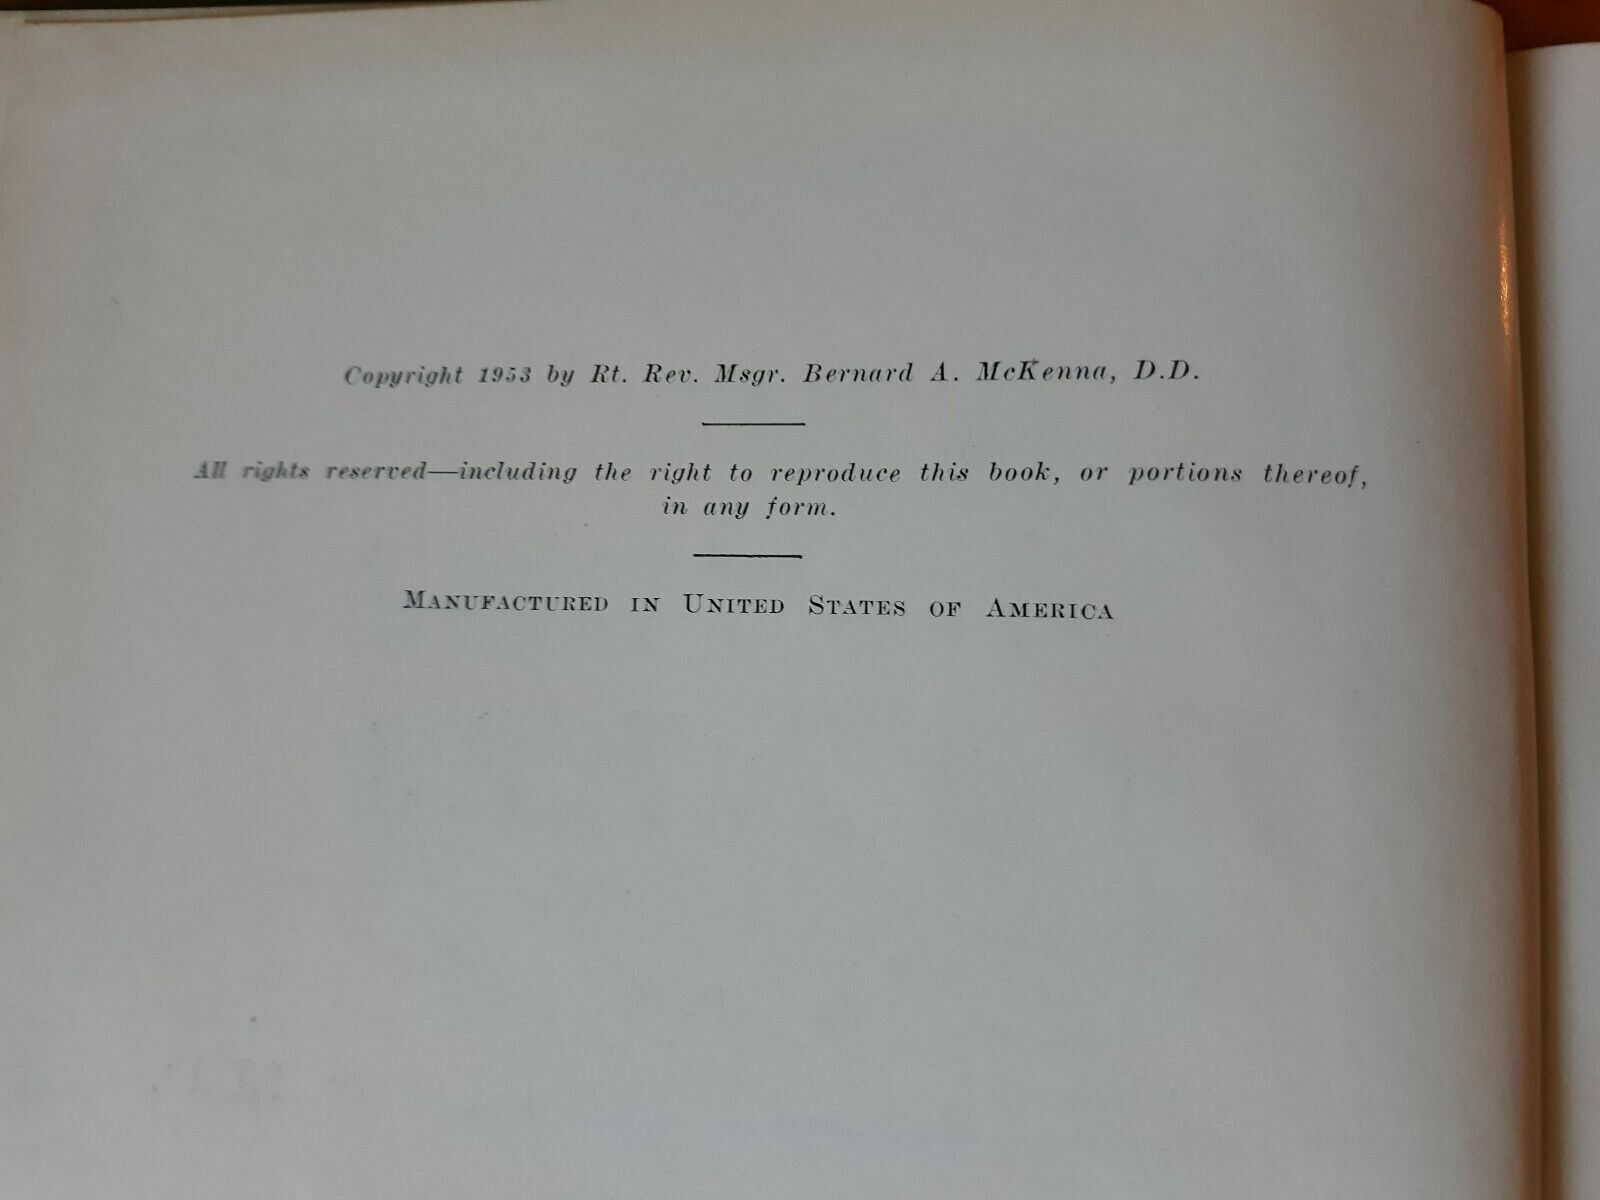 Copyright 1953 by Rt. Rev. Msgr. Bernard A. McKenna, D.D.
All rights reserved—including the right to reproduce this book, or portions thereof,
in any form.
MANUFACTURED IN UNITED STATES OF AMERICA